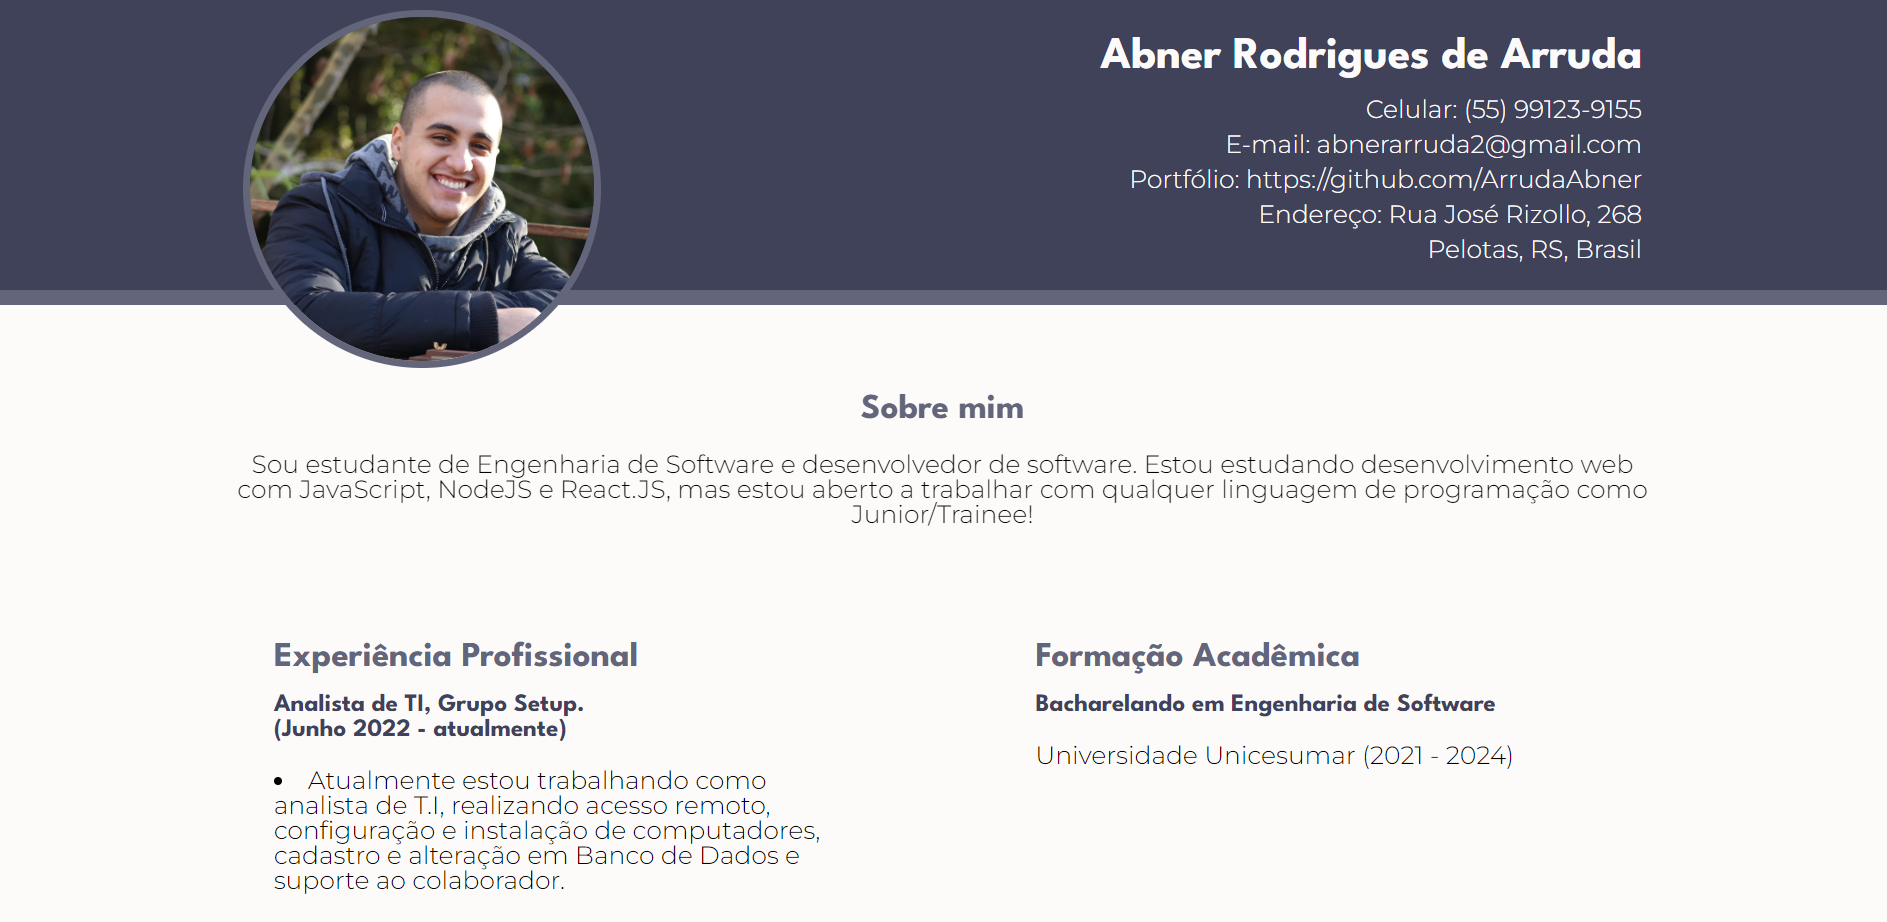 Abner Rodrigues de Arruda
Celular: (55) 99123-9155
E-mail: abnerarruda2@gmail.com
Portfólio: https://github.com/ArrudaAbner
Endereço: Rua José Rizollo, 268
Pelotas, RS, Brasil
Sobre mim
Sou estudante de Engenharia de Software e desenvolvedor de software. Estou estudando desenvolvimento web
com JavaScript, NodeJS e React.JS, mas estou aberto a trabalhar com qualquer linguagem de programação como
Junior/Trainee!
Experiência Profissional
Analista de TI, Grupo Setup.
(Junho 2022 - atualmente)
• Atualmente estou trabalhando como
analista de T.I, realizando acesso remoto,
configuração e instalação de computadores,
cadastro e alteração em Banco de Dados e
suporte ao colaborador.
Formação Acadêmica
Bacharelando em Engenharia de Software
Universidade Unicesumar (2021 - 2024)